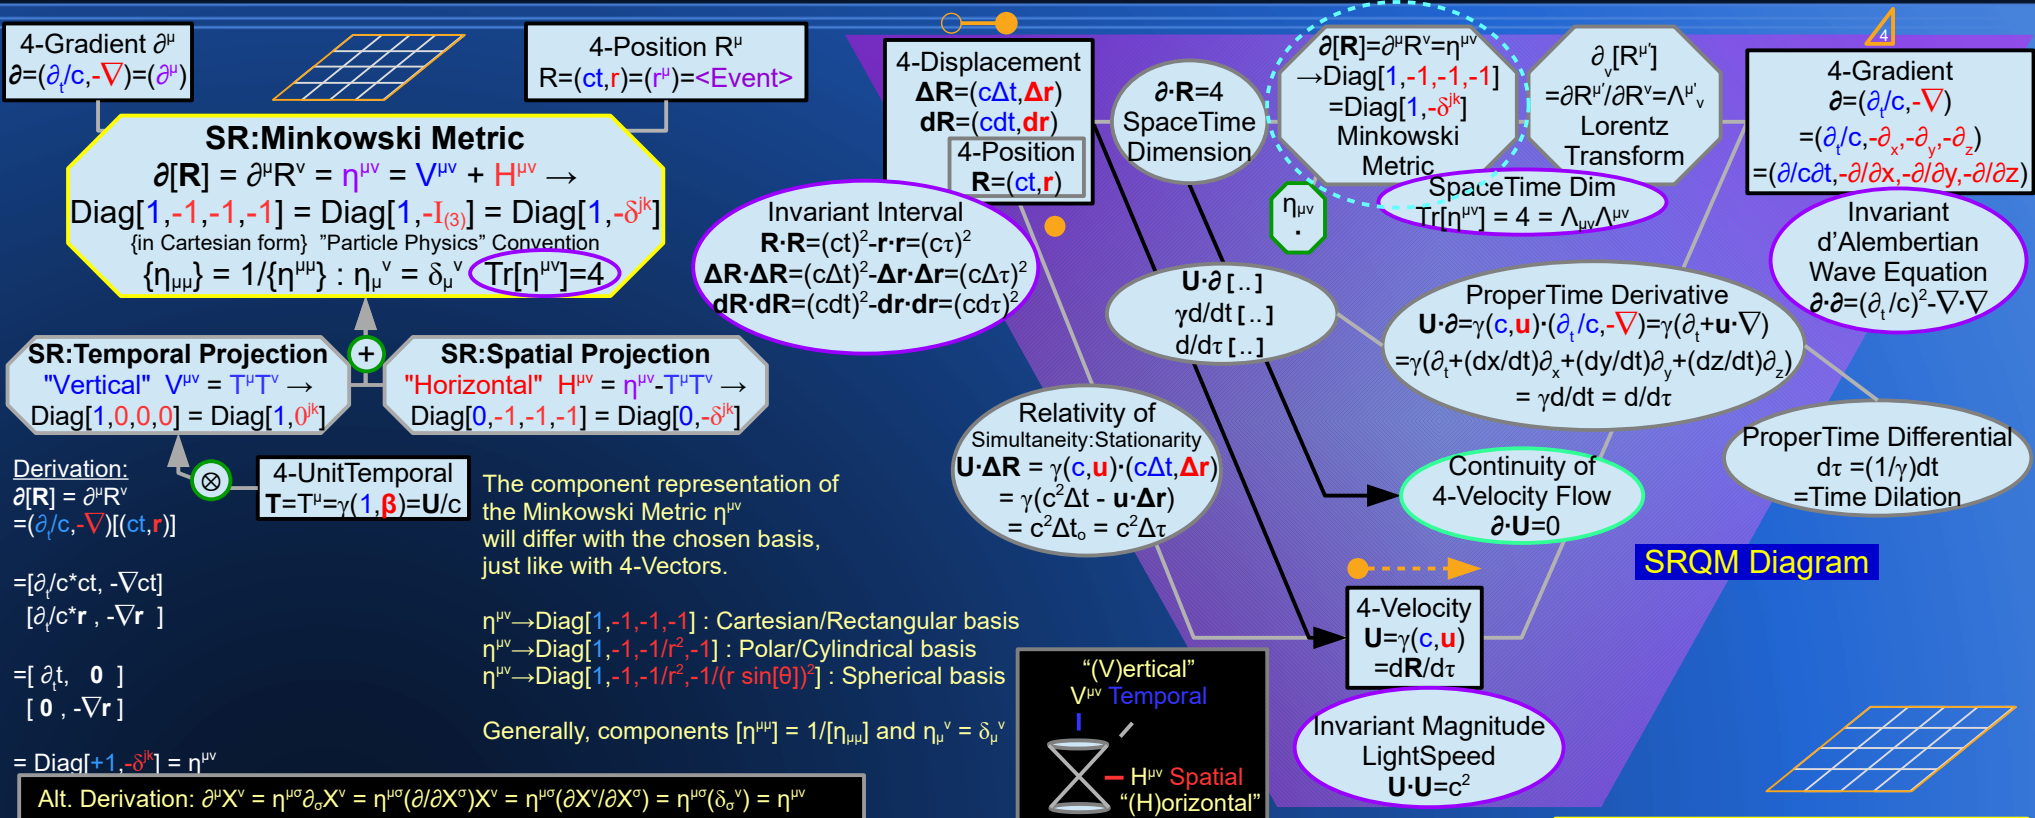 4-Gradient ∂^μ
∂=(∂_t/c,-∇)=(∂^μ)
4-Position R^μ
R=(ct,r)=(r^μ)=<Event>
SR:Minkowski Metric
∂[R] = ∂^μR^ν = η^μν = V^μν + H^μν →
Diag[1,-1,-1,-1] = Diag[1,-I_(3)] = Diag[1,-δ^jk]
{in Cartesian form} ”Particle Physics” Convention
{η_μμ} = 1/{η^μμ} : η_μ^ν = δ_μ^ν Tr[η^μν]=4
+
SR:Temporal Projection
"Vertical" V^μν = T^μT^ν →
Diag[1,0,0,0] = Diag[1,0^jk]
SR:Spatial Projection
"Horizontal" H^μν = η^μν-T^μT^ν →
Diag[0,-1,-1,-1] = Diag[0,-δ^jk]
⊗
4-UnitTemporal
T=T^μ=γ(1,β)=U/c
Derivation:
∂[R] = ∂^μR^ν
=(∂_t/c,-∇)[(ct,r)]
=[∂_t/c*ct, -∇ct]
[∂_t/c*r , -∇r ]
=[ ∂_t t, 0 ]
[ 0 , -∇r ]
= Diag[+1,-δ^jk] = η^μν
The component representation of
the Minkowski Metric η^μν
will differ with the chosen basis,
just like with 4-Vectors.
η^μν→Diag[1,-1,-1,-1] : Cartesian/Rectangular basis
η^μν→Diag[1,-1,-1/r²,-1] : Polar/Cylindrical basis
η^μν→Diag[1,-1,-1/r²,-1/(r sin[θ])²] : Spherical basis
Generally, components [η^μμ] = 1/[η_μμ] and η_μ^ν = δ_μ^ν
Alt. Derivation: ∂^μX^ν = η^μσ∂_σX^ν = η^μσ(∂/∂X^σ)X^ν = η^μσ(∂X^ν/∂X^σ) = η^μσ(δ_σ^ν) = η^μν
4-Displacement
ΔR=(cΔt,Δr)
dR=(cdt,dr)
4-Position
R=(ct,r)
∂·R=4
SpaceTime
Dimension
∂[R]=∂^μR^ν=η^μν
→Diag[1,-1,-1,-1]
=Diag[1,-δ^jk]
Minkowski
Metric
∂_ν[R^μ']
=∂R^μ'/∂R^ν=Λ^μ'_ν
Lorentz
Transform
4
4-Gradient
∂=(∂_t/c,-∇)
=(∂_t/c,-∂_x,-∂_y,-∂_z)
=(∂/c∂t,-∂/∂x,-∂/∂y,-∂/∂z)
Invariant Interval
R·R=(ct)²-r·r=(cτ)²
ΔR·ΔR=(cΔt)²-Δr·Δr=(cΔτ)²
dR·dR=(cdt)²-dr·dr=(cdτ)²
η_μν
·
SpaceTime Dim
Tr[η^μν] = 4 = Λ_μνΛ^μν
Invariant
d’Alembertian
Wave Equation
∂·∂=(∂_t/c)²-∇·∇
U·∂[..]
γd/dt[..]
d/dτ[..]
ProperTime Derivative
U·∂=γ(c,u)·(∂_t/c,-∇)=γ(∂_t+u·∇)
=γ(∂_t+(dx/dt)∂_x+(dy/dt)∂_y+(dz/dt)∂_z)
= γd/dt = d/dτ
Relativity of
Simultaneity:Stationarity
U·ΔR = γ(c,u)·(cΔt,Δr)
= γ(c²Δt - u·Δr)
= c²Δt_o = c²Δτ
Continuity of
4-Velocity Flow
∂·U=0
ProperTime Differential
dτ =(1/γ)dt
=Time Dilation
SRQM Diagram
4-Velocity
U=γ(c,u)
=dR/dτ
Invariant Magnitude
LightSpeed
U·U=c²
“(V)ertical”
V^μν Temporal
H^μν Spatial
“(H)orizontal”